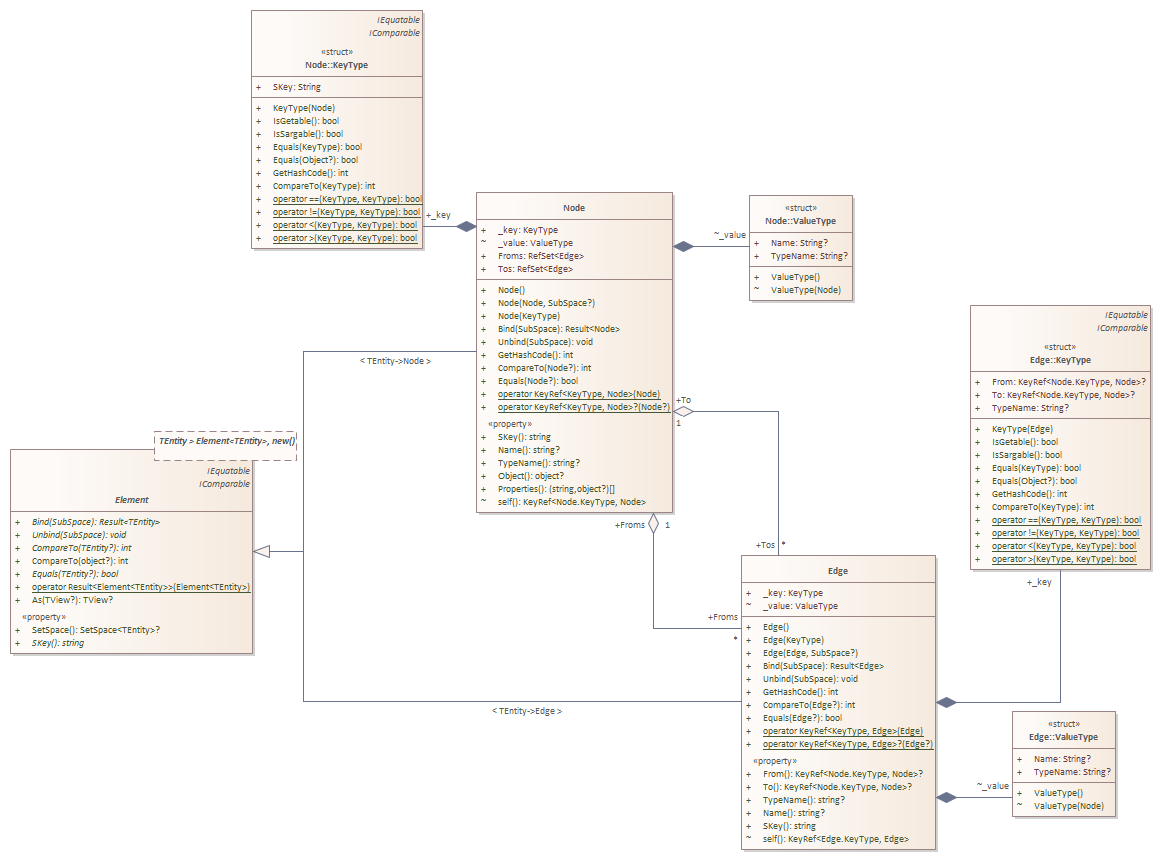 IEquatable
IComparable
«struct»
Node::KeyType
+ SKey: String
+ KeyType(Node)
+ IsGetable(): bool
+ IsSargable(): bool
+ Equals(KeyType): bool
+ Equals(Object?): bool
+ GetHashCode(): int
+ CompareTo(KeyType): int
+ operator ==(KeyType, KeyType): bool
+ operator !=(KeyType, KeyType): bool
+ operator <(KeyType, KeyType): bool
+ operator >(KeyType, KeyType): bool
+_key
Node
+ _key: KeyType
~ _value: ValueType
+ Froms: RefSet<Edge>
+ Tos: RefSet<Edge>
+ Node()
+ Node(Node, SubSpace?)
+ Node(KeyType)
+ Bind(SubSpace): Result<Node>
+ Unbind(SubSpace): void
+ GetHashCode(): int
+ CompareTo(Node?): int
+ Equals(Node?): bool
+ operator KeyRef<KeyType, Node>(Node)
+ operator KeyRef<KeyType, Node>?(Node?)
«property»
+ SKey(): string
+ Name(): string?
+ TypeName(): string?
+ Object(): object?
+ Properties(): (string,object?)[]
~ self(): KeyRef<Node.KeyType, Node>
~_value
«struct»
Node::ValueType
+ Name: String?
+ TypeName: String?
+ ValueType()
~ ValueType(Node)
IEquatable
IComparable
«struct»
Edge::KeyType
+ From: KeyRef<Node.KeyType, Node>?
+ To: KeyRef<Node.KeyType, Node>?
+ TypeName: String?
+ KeyType(Edge)
+ IsGetable(): bool
+ IsSargable(): bool
+ Equals(KeyType): bool
+ Equals(Object?): bool
+ GetHashCode(): int
+ CompareTo(KeyType): int
+ operator ==(KeyType, KeyType): bool
+ operator !=(KeyType, KeyType): bool
+ operator <(KeyType, KeyType): bool
+ operator >(KeyType, KeyType): bool
+_key
< TEntity->Node >
+To
1
+Froms 1
+Tos *
+Froms
*
TEntity > Element<TEntity>, new()
IEquatable
IComparable
Element
+ Bind(SubSpace): Result<TEntity>
+ Unbind(SubSpace): void
+ CompareTo(TEntity?): int
+ CompareTo(object?): int
+ Equals(TEntity?): bool
+ operator Result<Element<TEntity>>(Element<TEntity>)
+ As(TView?): TView?
«property»
+ SetSpace(): SetSpace<TEntity>?
+ SKey(): string
< TEntity->Edge >
Edge
+ _key: KeyType
~ _value: ValueType
+ Edge()
+ Edge(KeyType)
+ Edge(Edge, SubSpace?)
+ Bind(SubSpace): Result<Edge>
+ Unbind(SubSpace): void
+ GetHashCode(): int
+ CompareTo(Edge?): int
+ Equals(Edge?): bool
+ operator KeyRef<KeyType, Edge>(Edge)
+ operator KeyRef<KeyType, Edge>?(Edge?)
«property»
+ From(): KeyRef<Node.KeyType, Node>?
+ To(): KeyRef<Node.KeyType, Node>?
+ TypeName(): string?
+ Name(): string?
+ SKey(): string
~ self(): KeyRef<Edge.KeyType, Edge>
~_value
«struct»
Edge::ValueType
+ Name: String?
+ TypeName: String?
+ ValueType()
~ ValueType(Node)